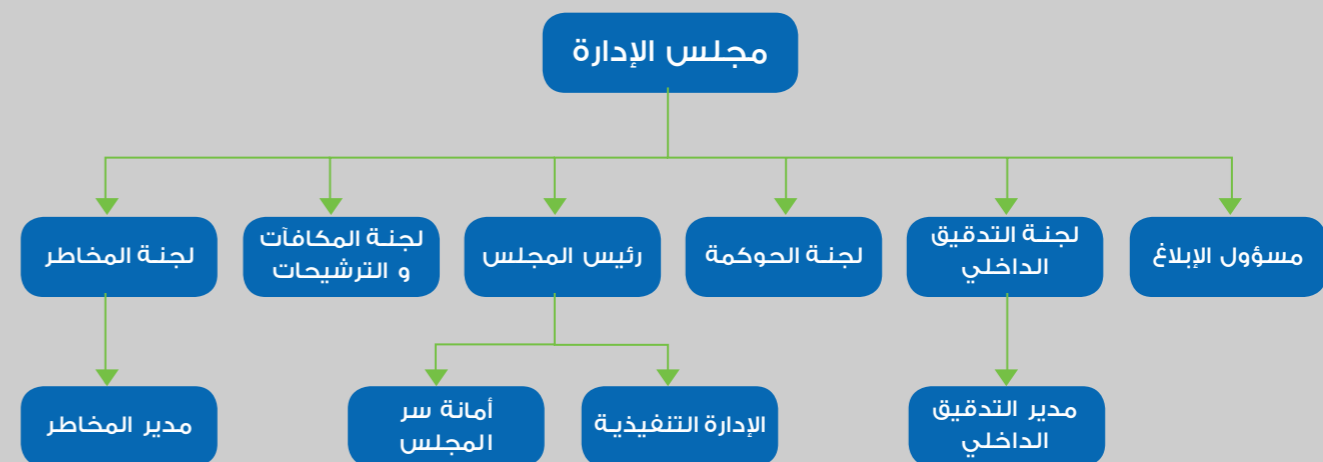 مجلس الإدارة
مسؤول الإبلاغ
لجنة التدقيق
الداخلي
لجنة الحوكمة
رئيس المجلس
لجنة المكافآت
و الترشيحات
لجنة المخاطر
مدير التدقيق
الداخلي
الإدارة التنفيذية
أمانة سر
المجلس
مدير المخاطر